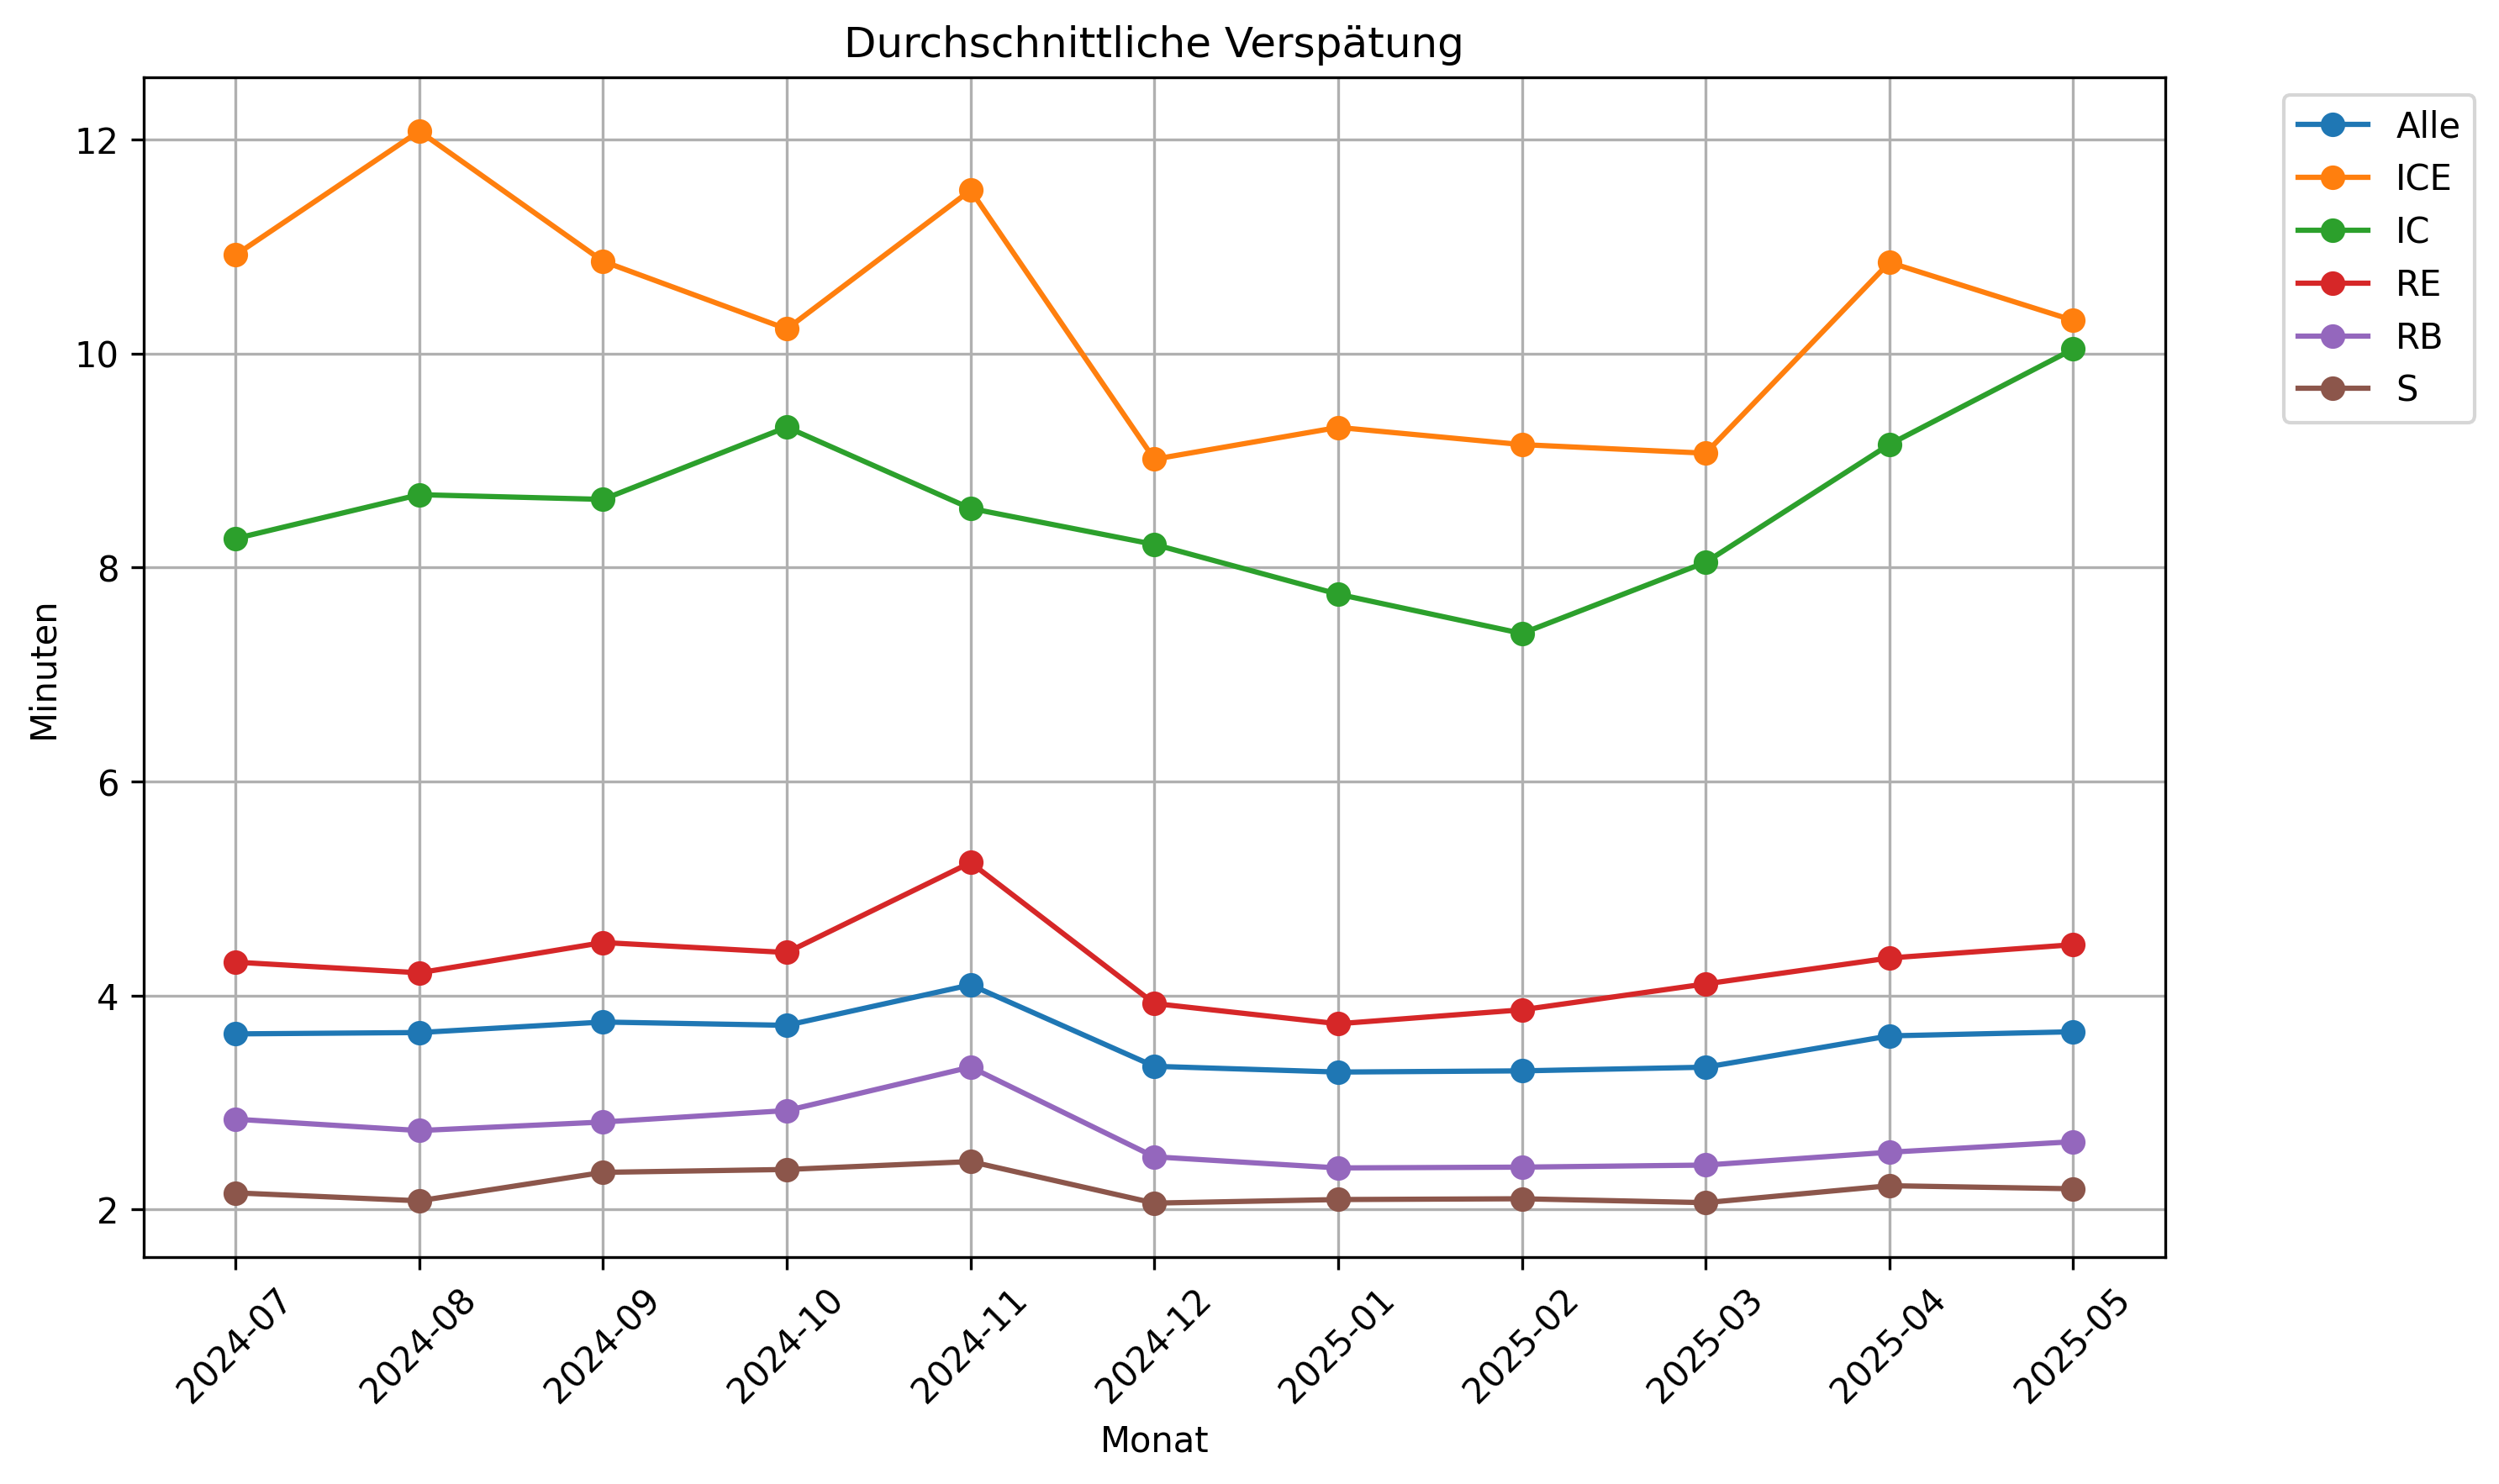 Durchschnittliche Verspätung
Minuten
12
10
8
6
4
2
2024-07
2024-08
2024-09
2024-10
2024-11
2024-12
2025-01
2025-02
2025-03
2025-04
2025-05
Monat
Alle
ICE
IC
RE
RB
S